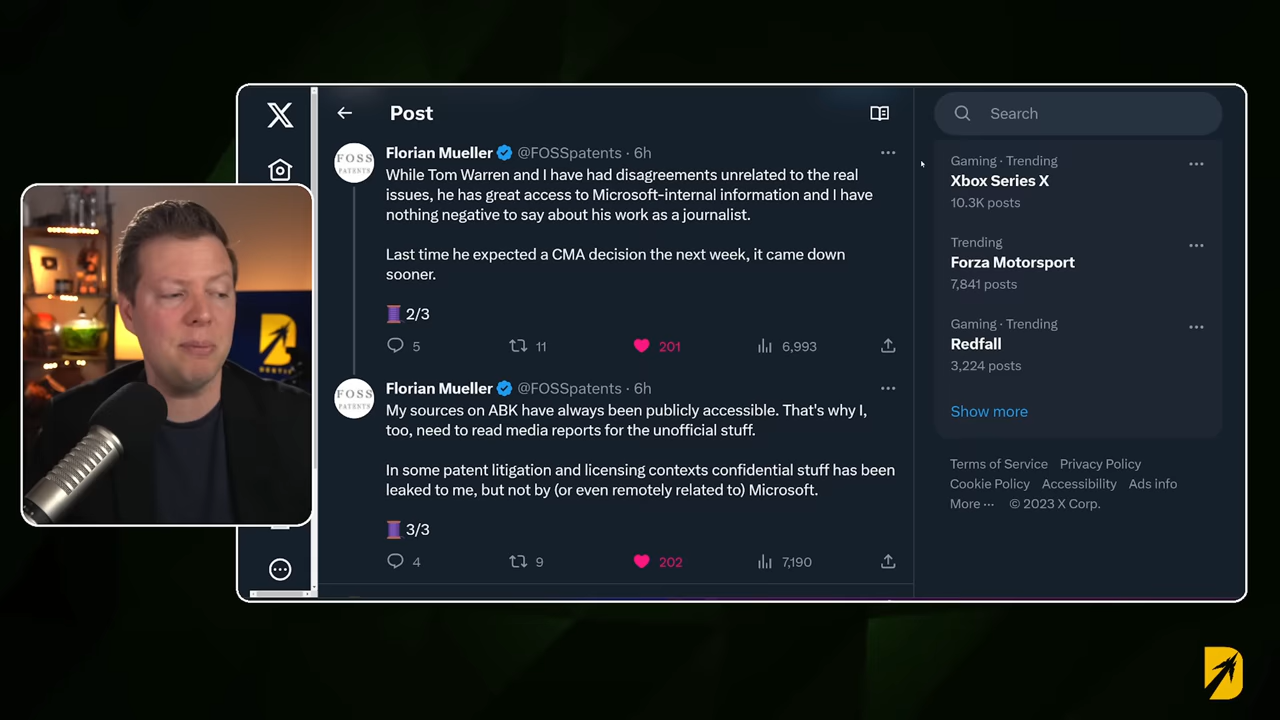 Post
Search
FOSS
PATENTS
Florian Mueller @FOSSpatents · 6h
While Tom Warren and I have had disagreements unrelated to the real
issues, he has great access to Microsoft-internal information and I have
nothing negative to say about his work as a journalist.
Last time he expected a CMA decision the next week, it came down
sooner.
2/3
5 11 201 6,993
FOSS
PATENTS
Florian Mueller @FOSSpatents · 6h
My sources on ABK have always been publicly accessible. That's why I,
too, need to read media reports for the unofficial stuff.
In some patent litigation and licensing contexts confidential stuff has been
leaked to me, but not by (or even remotely related to) Microsoft.
3/3
4 9 202 7,190
Gaming · Trending
Xbox Series X
10.3K posts
Trending
Forza Motorsport
7,841 posts
Gaming · Trending
Redfall
3,224 posts
Show more
Terms of Service Privacy Policy
Cookie Policy Accessibility Ads info
More ··· © 2023 X Corp.